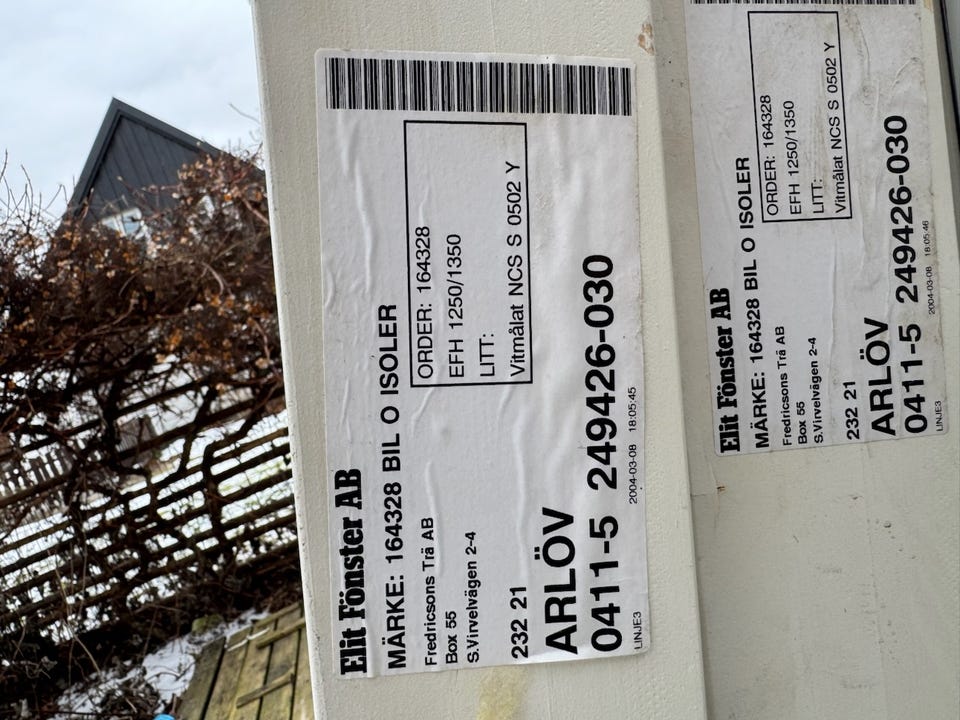 Elit Fönster AB
MÄRKE: 164328 BIL O ISOLER
Fredricsons Trä AB
Box 55
S.Virvelvägen 2-4
ORDER: 164328
EFH 1250/1350
LITT:
Vitmålat NCS S 0502 Y
232 21
ARLÖV
0411-5 249426-030
LINJE3 2004-03-08 18:05:45
Elit Fönster AB
MÄRKE: 164328 BIL O ISOLER
Fredricsons Trä AB
Box 55
S.Virvelvägen 2-4
ORDER: 164328
EFH 1250/1350
LITT:
Vitmålat NCS S 0502 Y
232 21
ARLÖV
0411-5 249426-030
LINJE3 2004-03-08 18:05:46